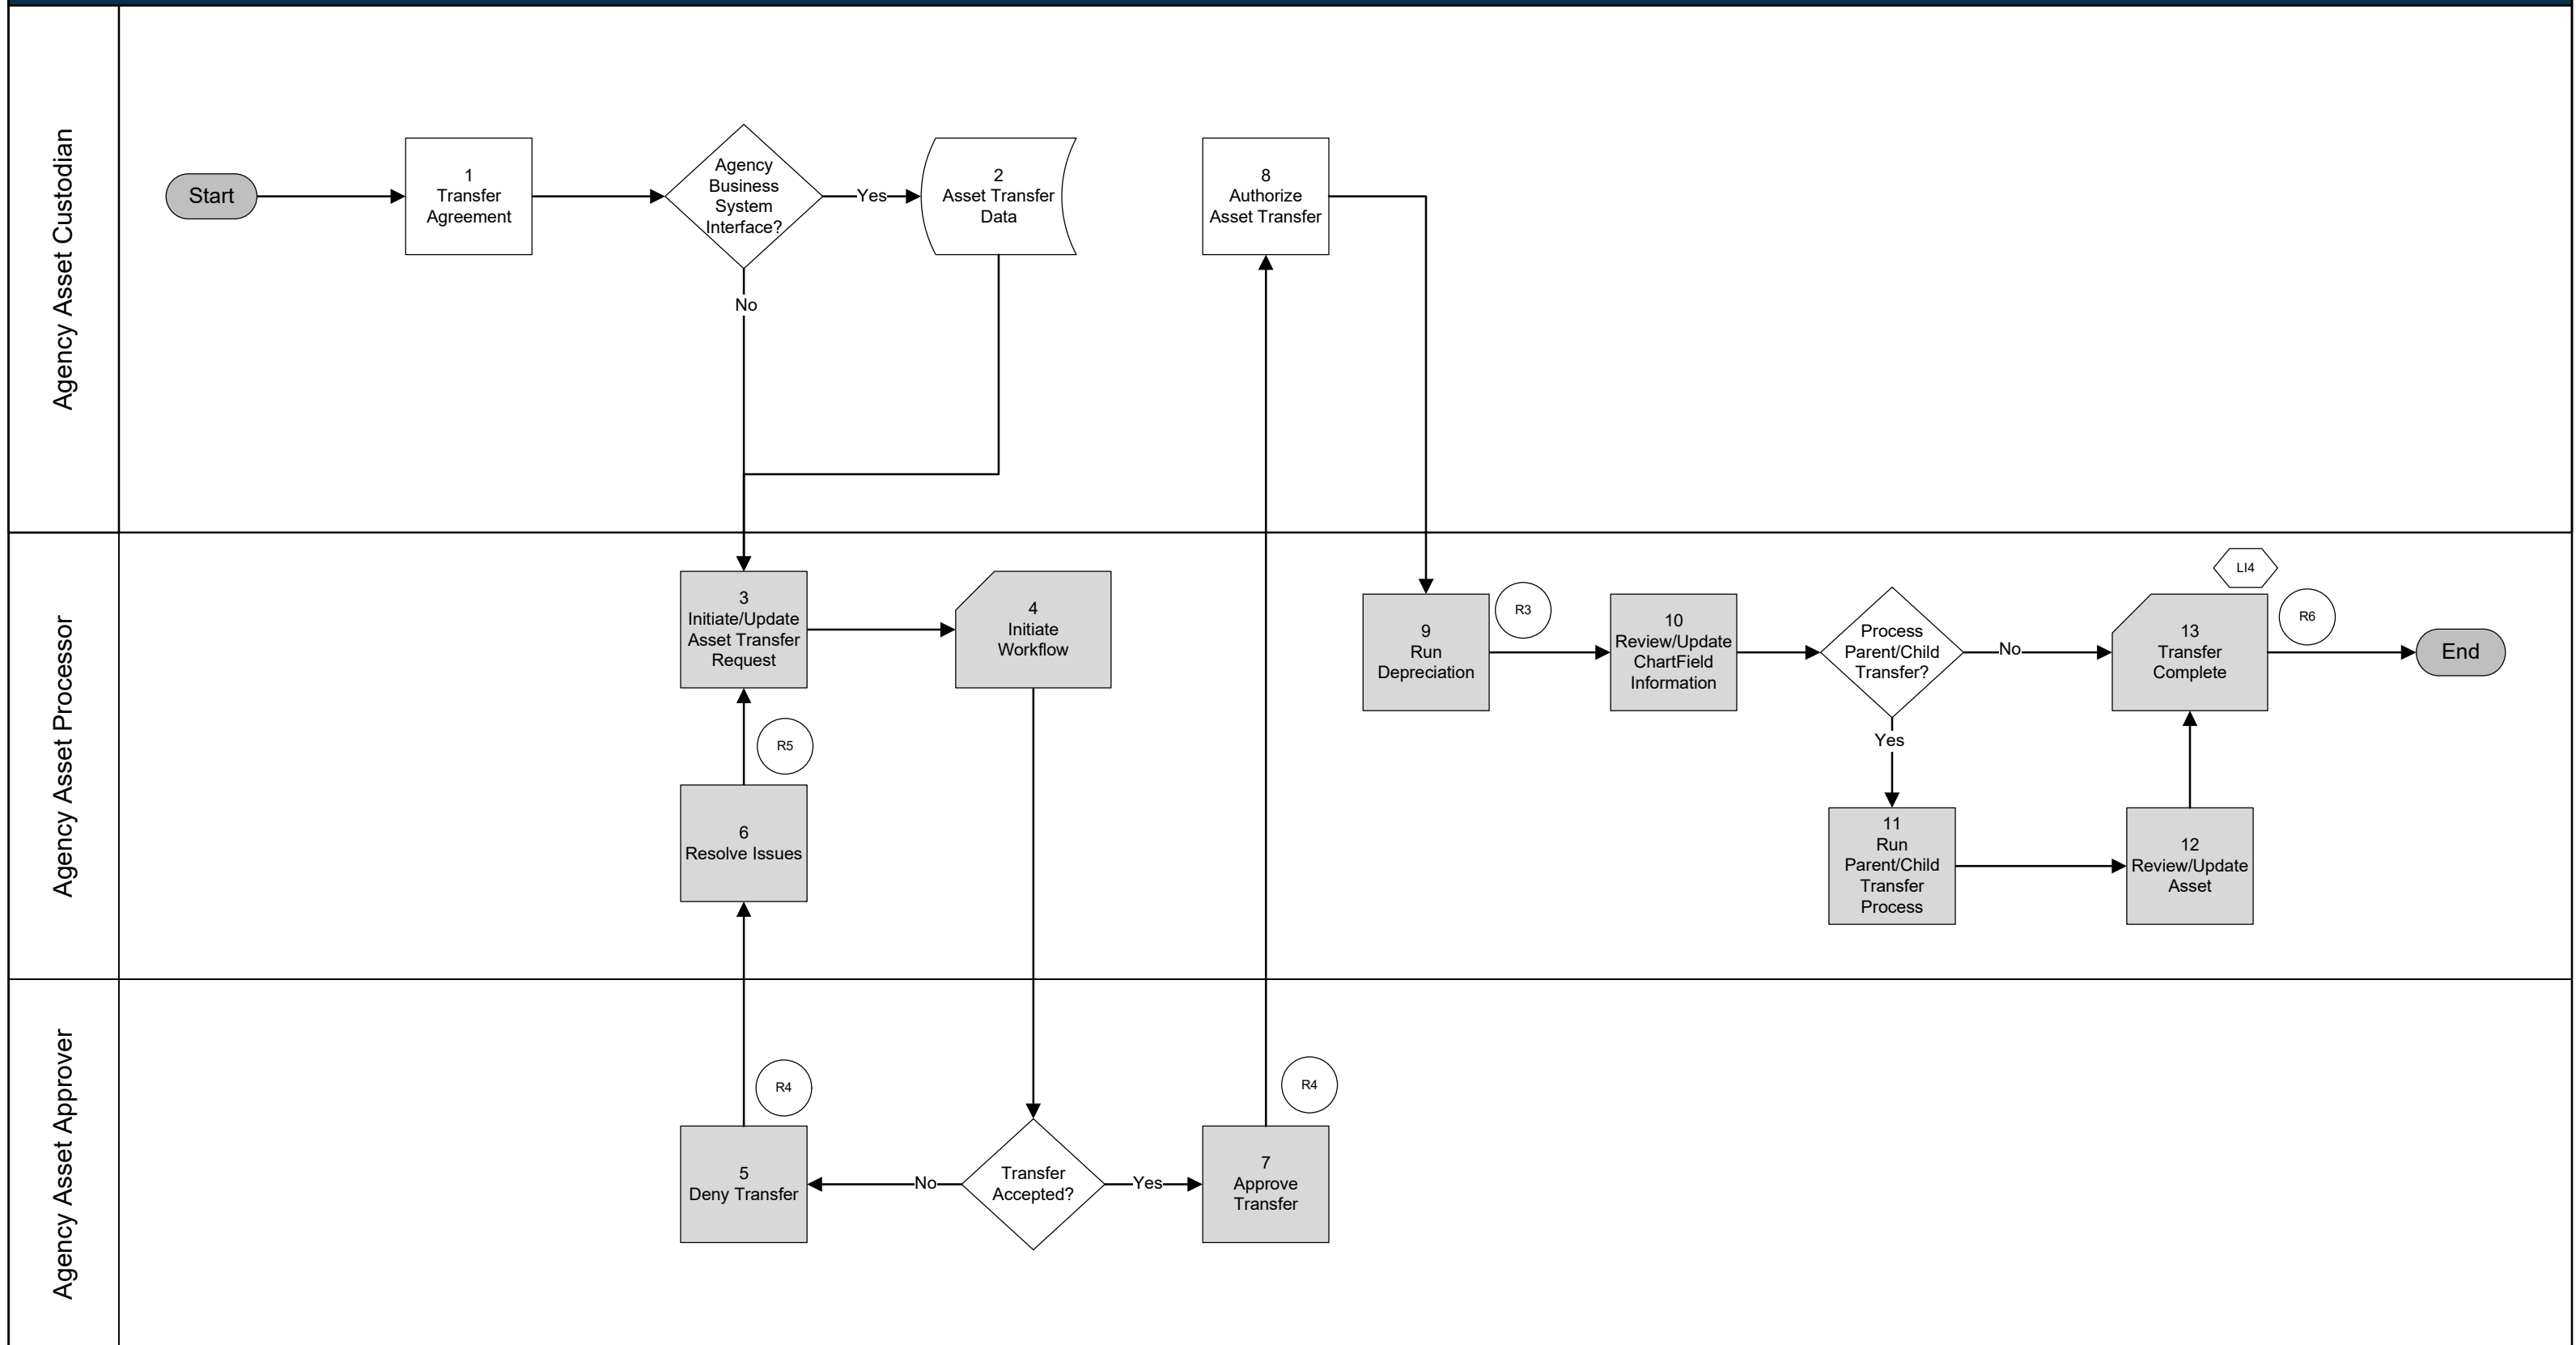 Agency Asset Custodian
Start
1
Transfer
Agreement
Agency
Business
System
Interface?
Yes
No
2
Asset Transfer
Data
8
Authorize
Asset Transfer
Agency Asset Processor
3
Initiate/Update
Asset Transfer
Request
4
Initiate
Workflow
R5
6
Resolve Issues
9
Run
Depreciation
R3
10
Review/Update
ChartField
Information
Process
Parent/Child
Transfer?
No
Yes
LI4
13
Transfer
Complete
R6
End
11
Run
Parent/Child
Transfer
Process
12
Review/Update
Asset
Agency Asset Approver
R4
5
Deny Transfer
No
Transfer
Accepted?
Yes
R4
7
Approve
Transfer